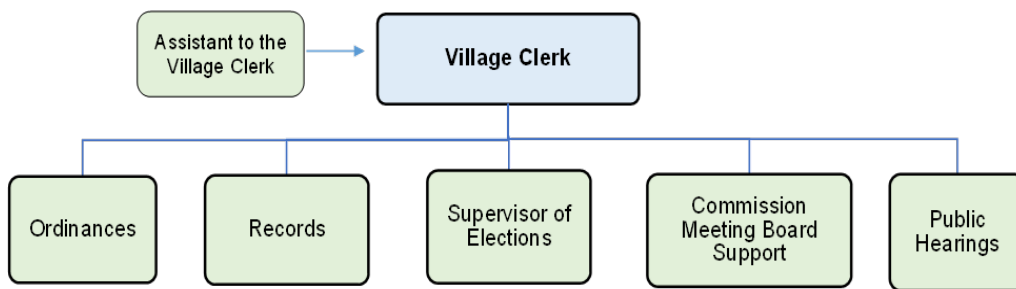 Assistant to the
Village Clerk
Village Clerk
Ordinances
Records
Supervisor of
Elections
Commission
Meeting Board
Support
Public
Hearings